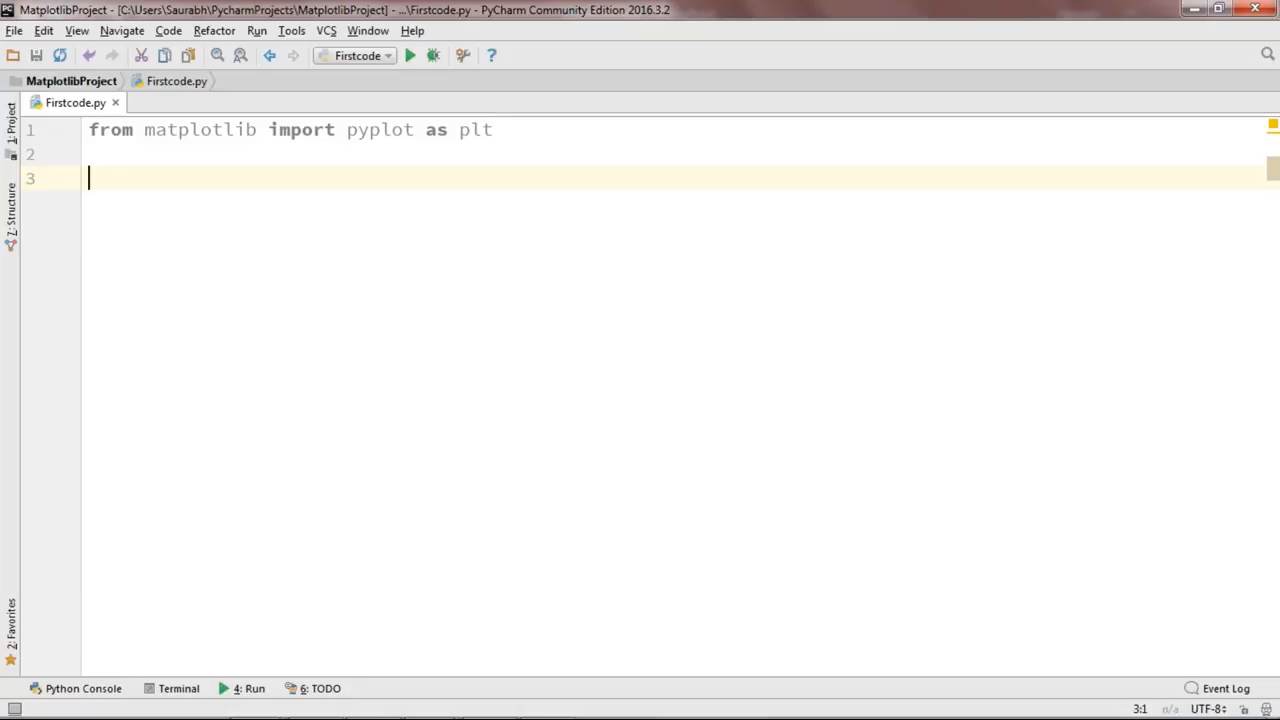 MatplotlibProject - [C:\Users\Saurabh\PycharmProjects\MatplotlibProject] - ...\Firstcode.py - PyCharm Community Edition 2016.3.2
File Edit View Navigate Code Refactor Run Tools VCS Window Help
Firstcode
MatplotlibProject Firstcode.py
Firstcode.py
1: Project
7: Structure
2: Favorites
1 from matplotlib import pyplot as plt
2
3
Python Console Terminal 4: Run 6: TODO Event Log
3:1 n/a UTF-8